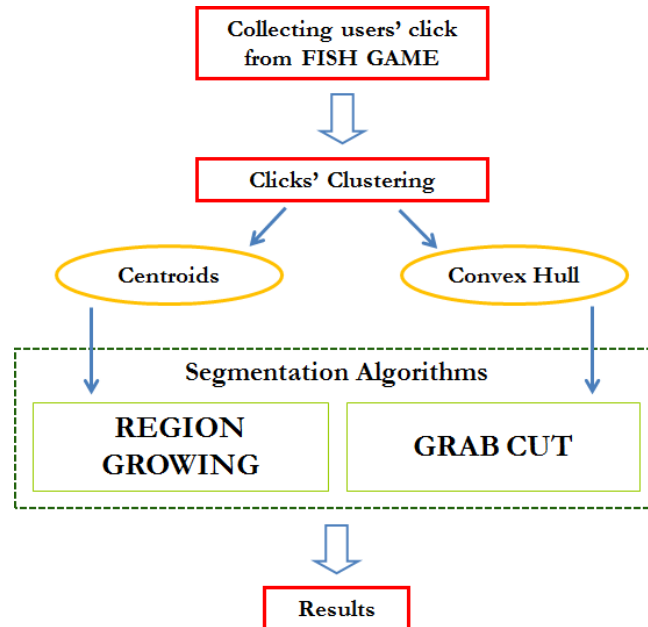 Collecting users’ click
from FISH GAME
Clicks’ Clustering
Centroids
Convex Hull
Segmentation Algorithms
REGION
GROWING
GRAB CUT
Results